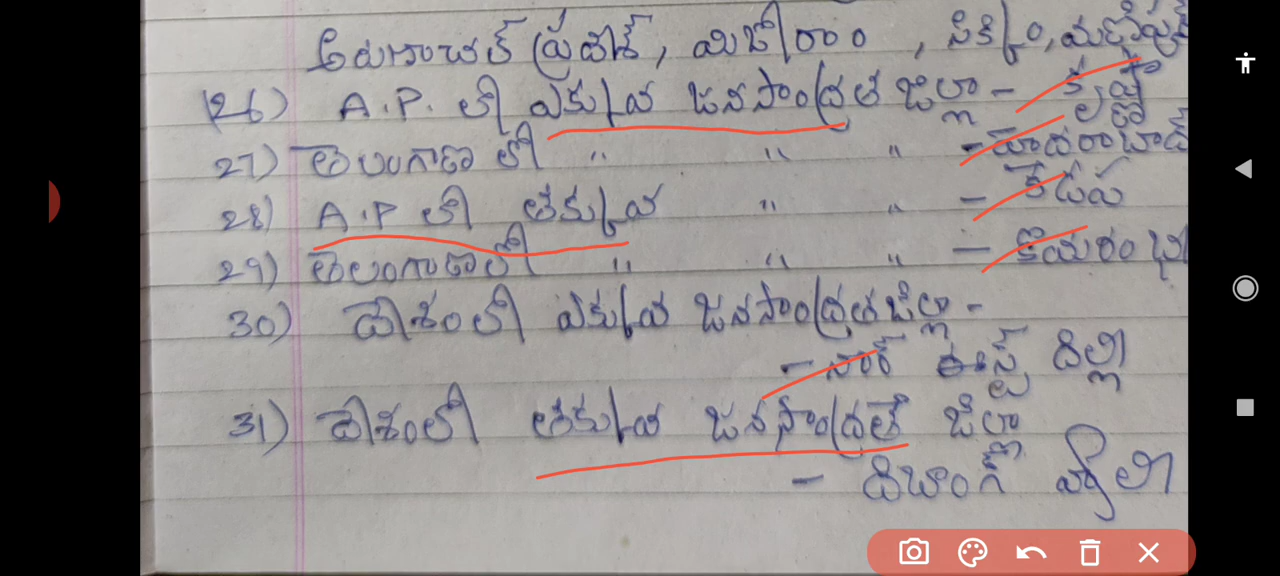 అరుణాచల్ ప్రదేశ్, మిజోరాం, సిక్కిం,
26) A.P. లో ఎక్కువ జనసాంద్రత జిల్లా - కృష్ణా
27) తెలంగాణ లో " " " - హైదరాబాద్
28) A.P లో తక్కువ " " - కడప
29) తెలంగాణలో " " " - కొమరం
30) దేశంలో ఎక్కువ జనసాంద్రత జిల్లా -
- నార్త్ ఈస్ట్ ఢిల్లీ
31) దేశంలో తక్కువ జనసాంద్రత జిల్లా
- దిబాంగ్ వ్యాలీ